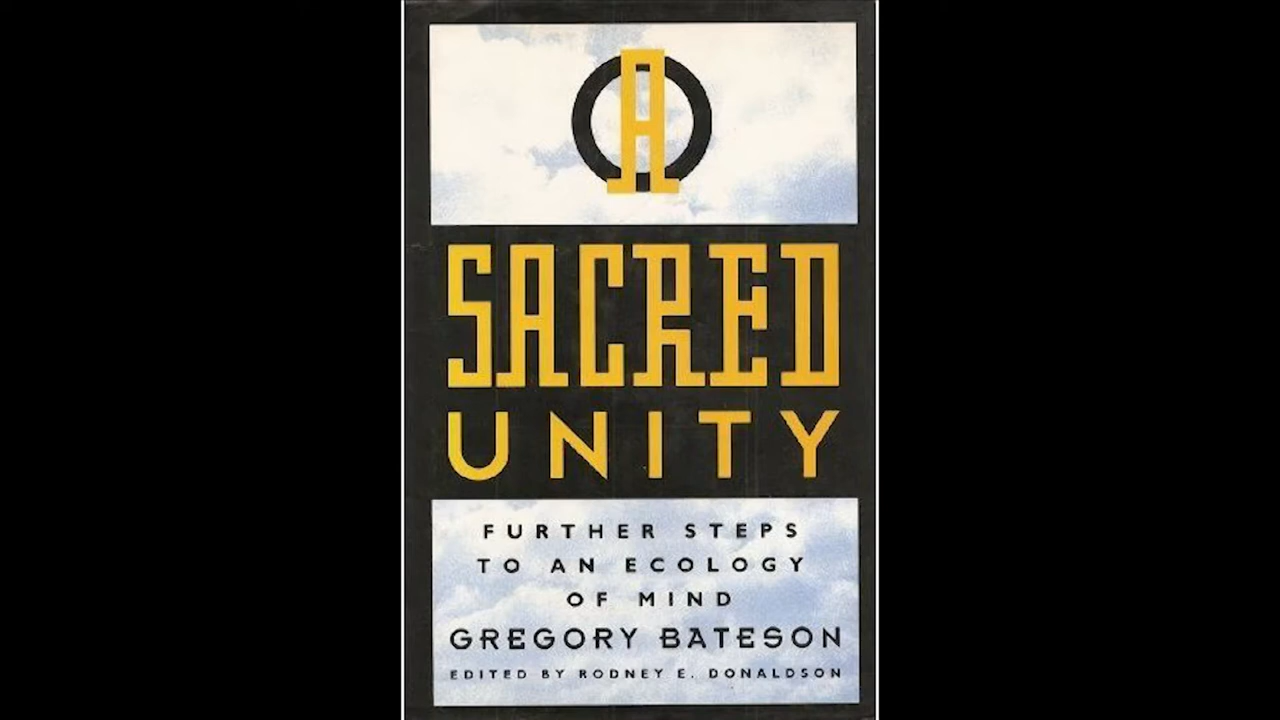 A
SACRED
UNITY
FURTHER STEPS
TO AN ECOLOGY
OF MIND
GREGORY BATESON
EDITED BY RODNEY E. DONALDSON